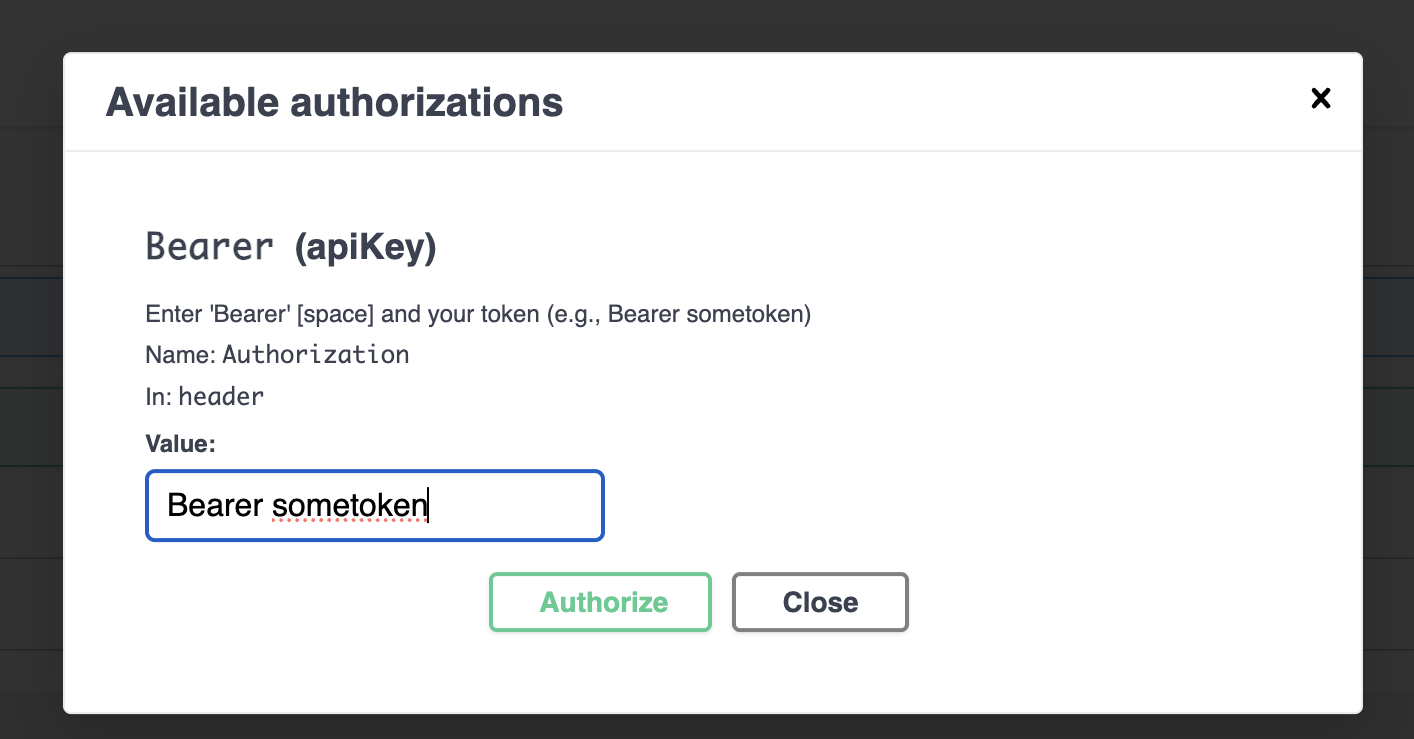 Available authorizations
Bearer (apiKey)
Enter 'Bearer' [space] and your token (e.g., Bearer sometoken)
Name: Authorization
In: header
Value:
Bearer sometoken
Authorize Close